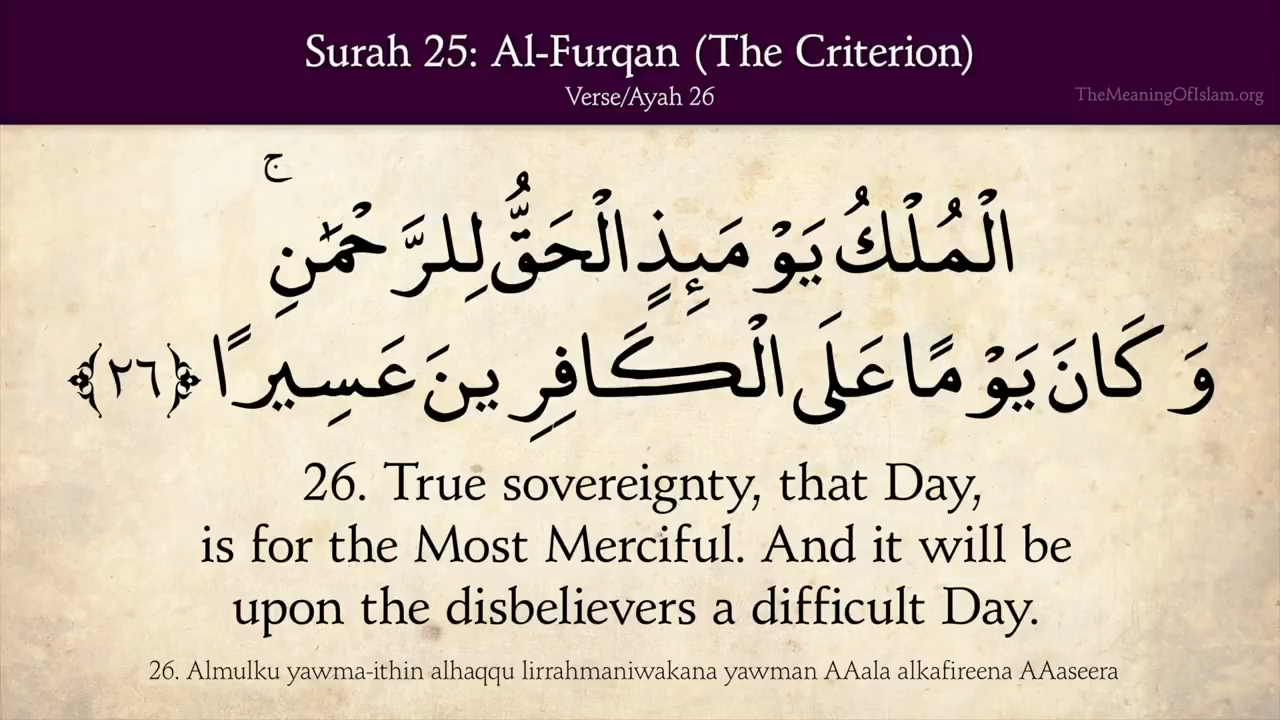 Surah 25: Al-Furqan (The Criterion)
Verse/Ayah 26
TheMeaningOfIslam.org
الْمُلْكُ يَوْمَئِذٍ الْحَقُّ لِلرَّحْمَٰنِ ۚ
وَكَانَ يَوْمًا عَلَى الْكَافِرِينَ عَسِيرًا ﴿٢٦﴾
26. True sovereignty, that Day,
is for the Most Merciful. And it will be
upon the disbelievers a difficult Day.
26. Almulku yawma-ithin alhaqqu lirrahmaniwakana yawman AAala alkafireena AAaseera